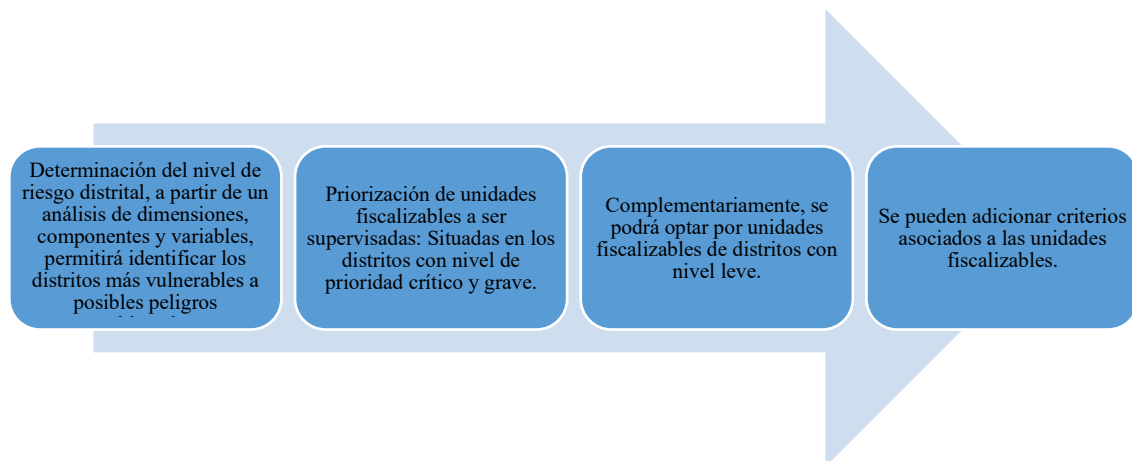 Determinación del nivel de
riesgo distrital, a partir de un
análisis de dimensiones,
componentes y variables,
permitirá identificar los
distritos más vulnerables a
posibles peligros
Priorización de unidades
fiscalizables a ser
supervisadas: Situadas en los
distritos con nivel de
prioridad crítico y grave.
Complementariamente, se
podrá optar por unidades
fiscalizables de distritos con
nivel leve.
Se pueden adicionar criterios
asociados a las unidades
fiscalizables.